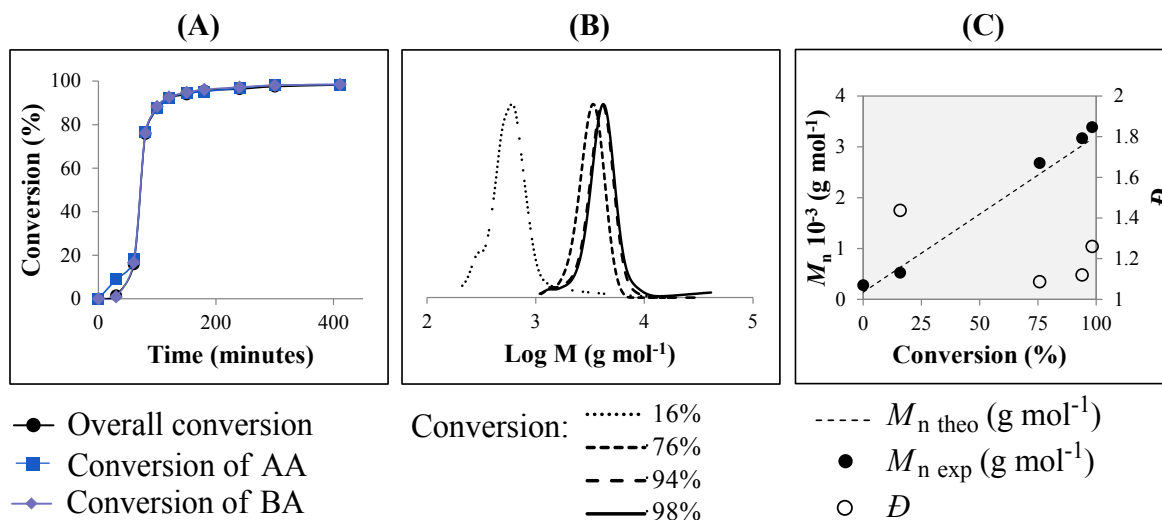 (A)
100
80
60
40
20
0
Conversion (%)
0 200 400
Time (minutes)
Overall conversion
Conversion of AA
Conversion of BA
(B)
2 3 4 5
Log M (g mol-1)
Conversion:
16%
76%
94%
98%
(C)
4
3
2
1
0
Mn 10-3 (g mol-1)
2
1.8
1.6
1.4
1.2
1
Đ
0 25 50 75 100
Conversion (%)
Mn theo (g mol-1)
Mn exp (g mol-1)
Đ